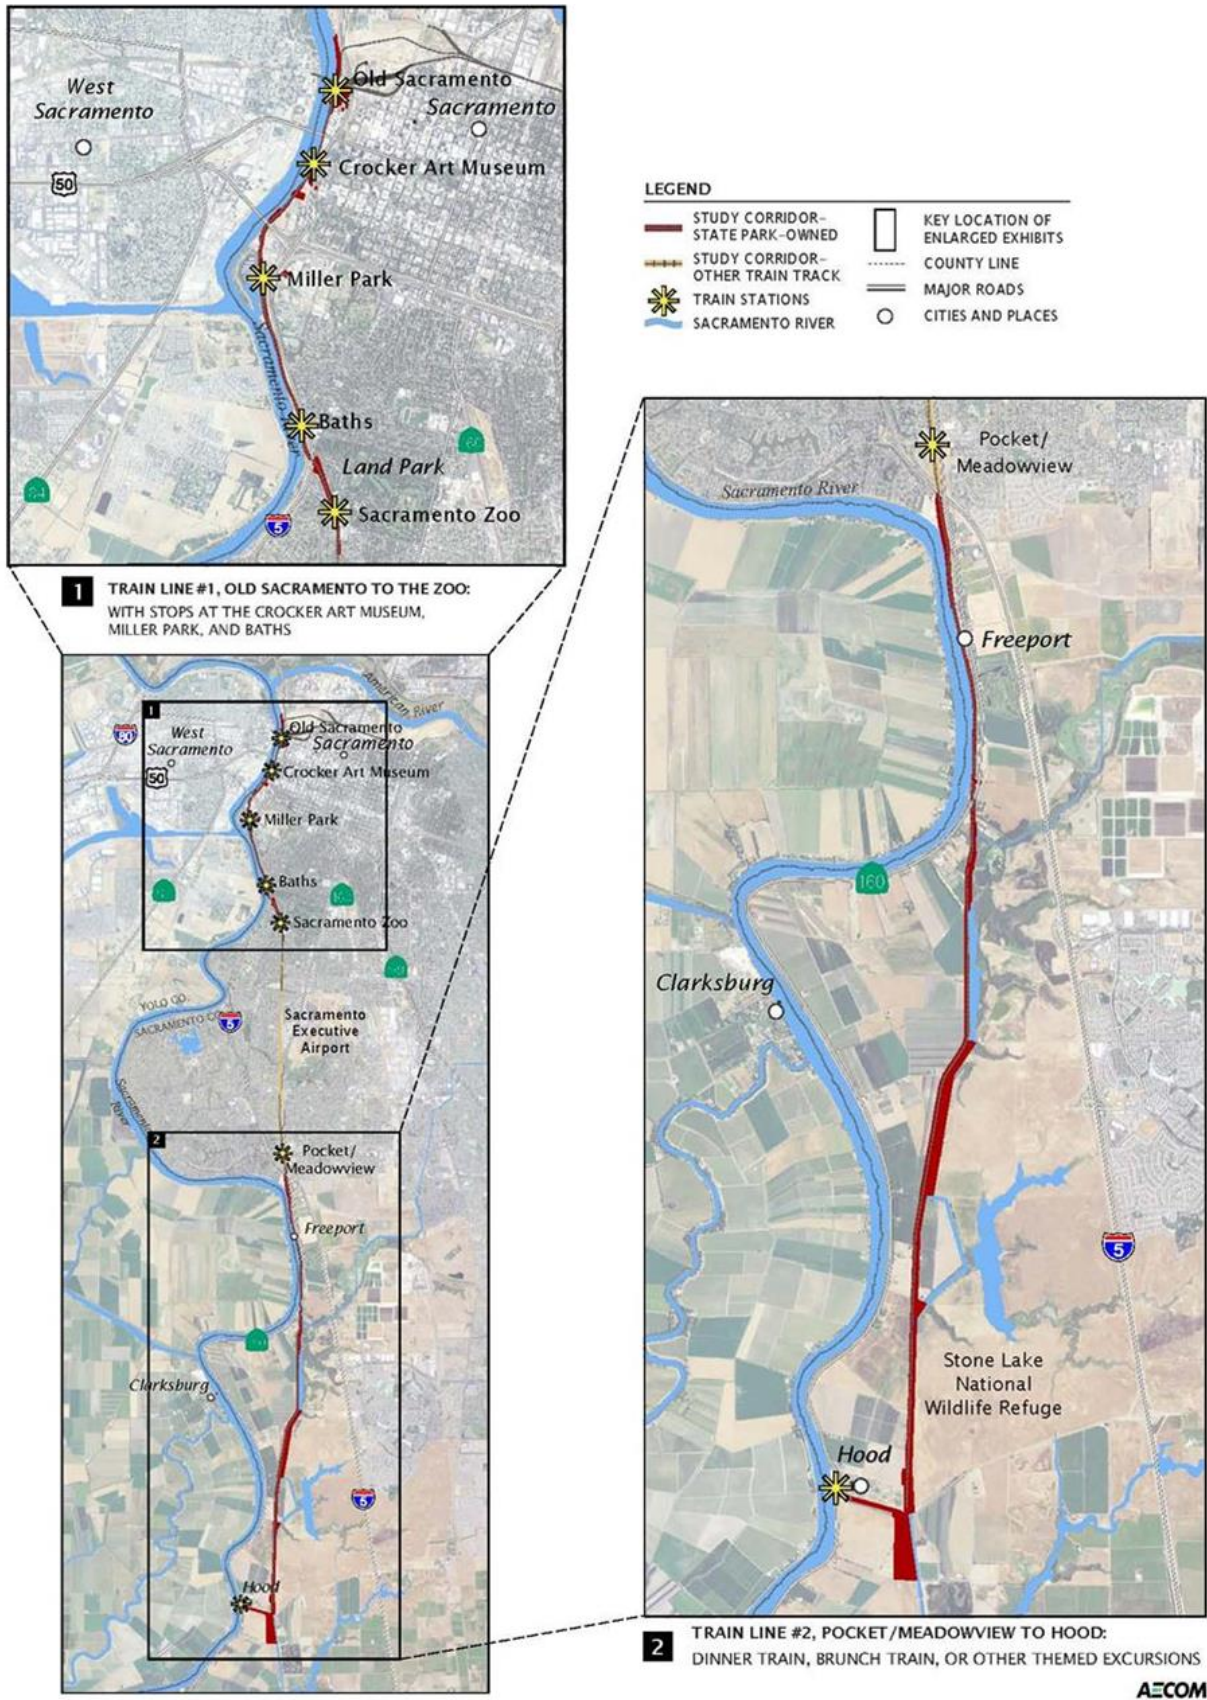 Old Sacramento
West
Sacramento
Sacramento
Crocker Art Museum
50
Miller Park
Sacramento River
Baths
160
Land Park
Sacramento Zoo
5
1
TRAIN LINE #1, OLD SACRAMENTO TO THE ZOO:
WITH STOPS AT THE CROCKER ART MUSEUM,
MILLER PARK, AND BATHS
LEGEND
STUDY CORRIDOR–
STATE PARK-OWNED
STUDY CORRIDOR–
OTHER TRAIN TRACK
TRAIN STATIONS
SACRAMENTO RIVER
KEY LOCATION OF
ENLARGED EXHIBITS
COUNTY LINE
MAJOR ROADS
CITIES AND PLACES
American River
1
Old Sacramento
80
West
Sacramento
Sacramento
50
Crocker Art Museum
Miller Park
Baths
160
Sacramento Zoo
YOLO CO.
SACRAMENTO CO.
5
Sacramento
Executive
Airport
Sacramento
River
2
Pocket/
Meadowview
Freeport
160
Clarksburg
5
Hood
Pocket/
Meadowview
Sacramento River
Freeport
160
Clarksburg
5
Stone Lake
National
Wildlife Refuge
Hood
2
TRAIN LINE #2, POCKET/MEADOWVIEW TO HOOD:
DINNER TRAIN, BRUNCH TRAIN, OR OTHER THEMED EXCURSIONS
AECOM